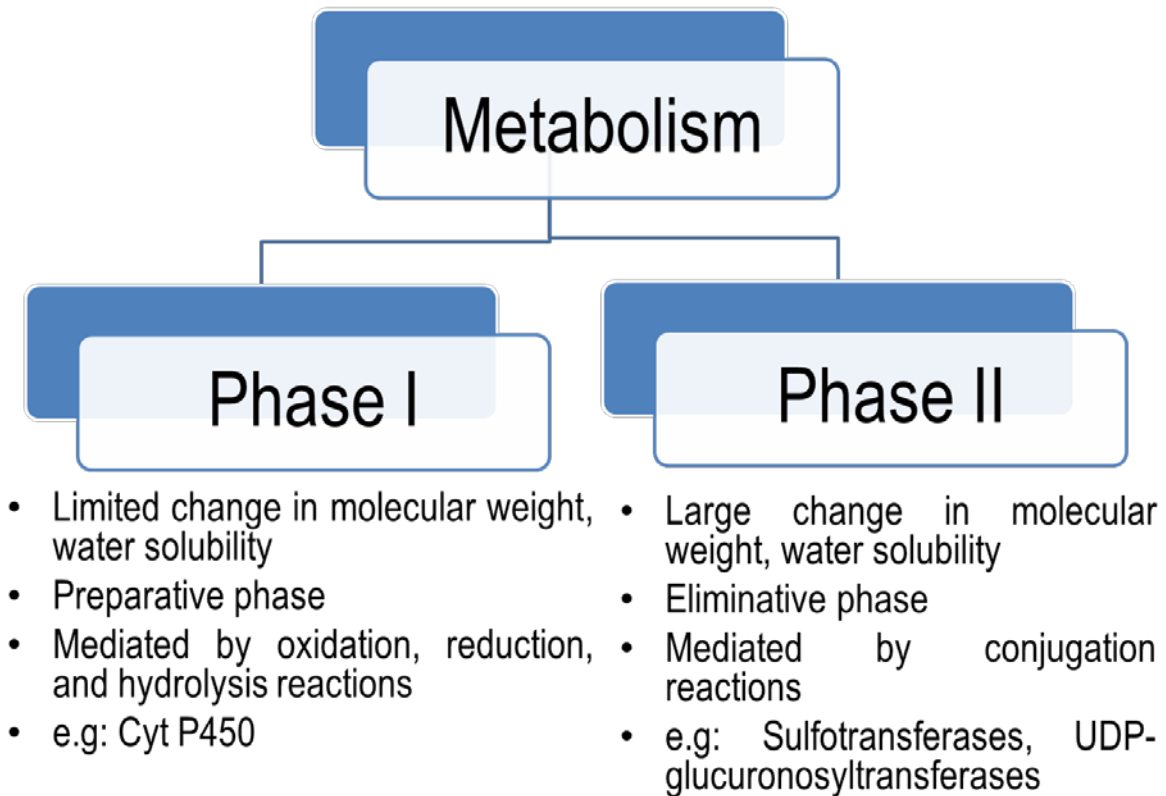 Metabolism
Phase I
Phase II
• Limited change in molecular weight,
water solubility
• Preparative phase
• Mediated by oxidation, reduction,
and hydrolysis reactions
• e.g: Cyt P450
• Large change in molecular
weight, water solubility
• Eliminative phase
• Mediated by conjugation
reactions
• e.g: Sulfotransferases, UDP-
glucuronosyltransferases